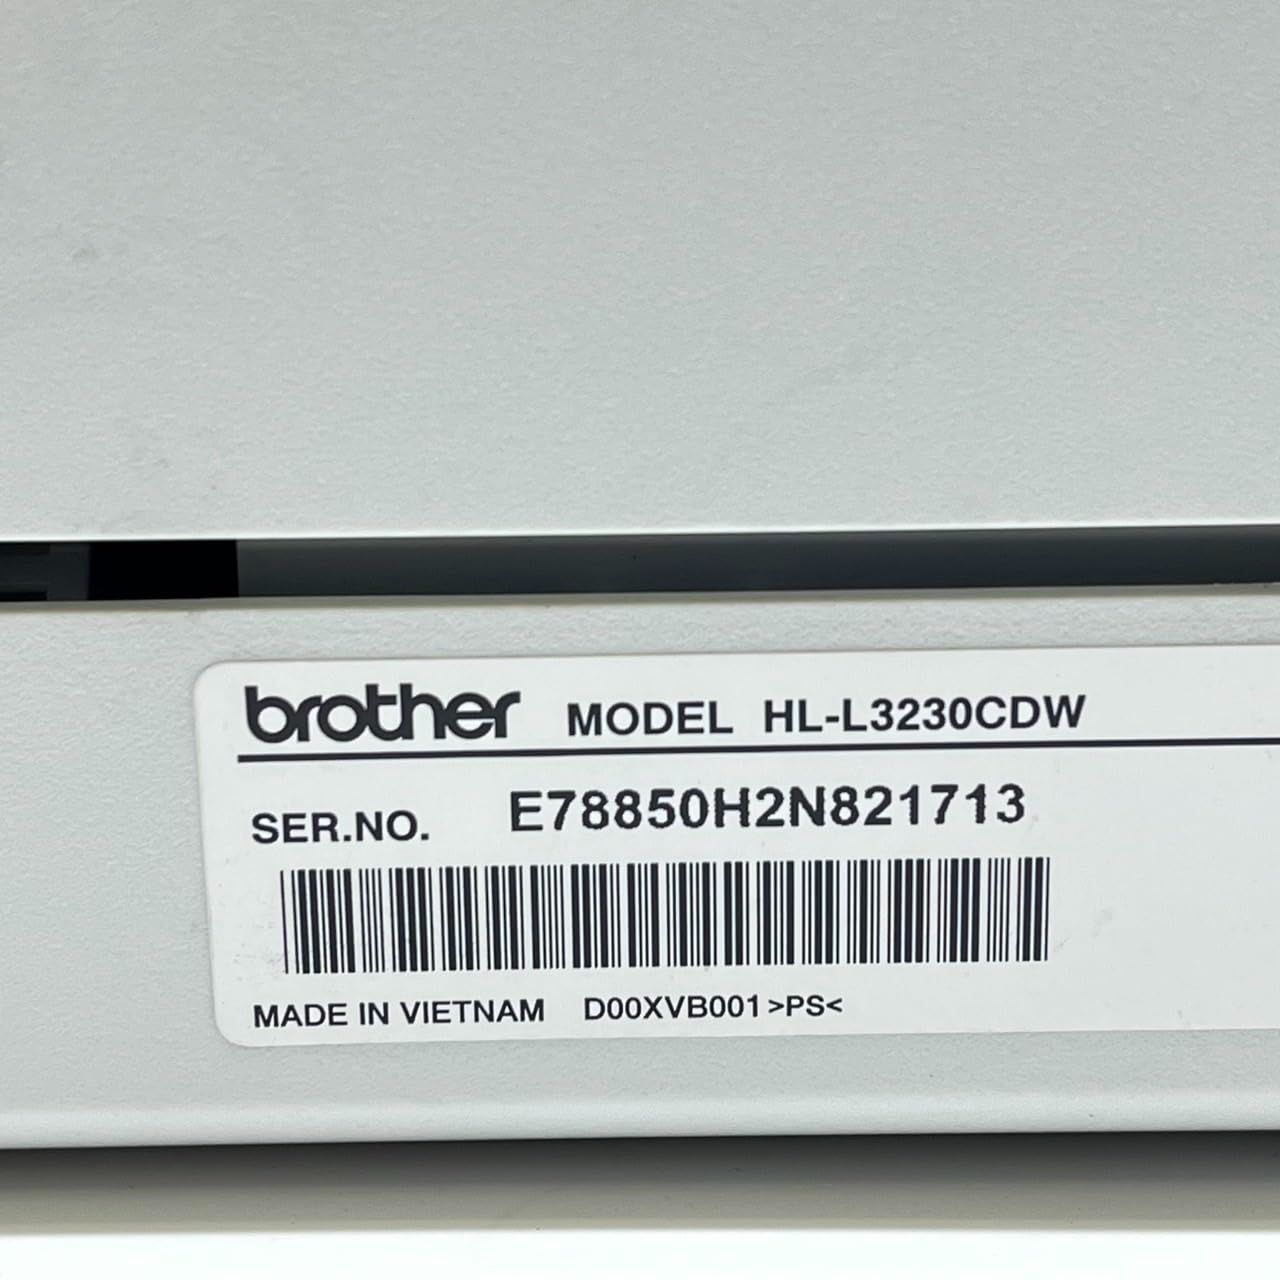 brother MODEL HL-L3230CDW
SER.NO. E78850H2N821713
MADE IN VIETNAM D00XVB001 >PS<